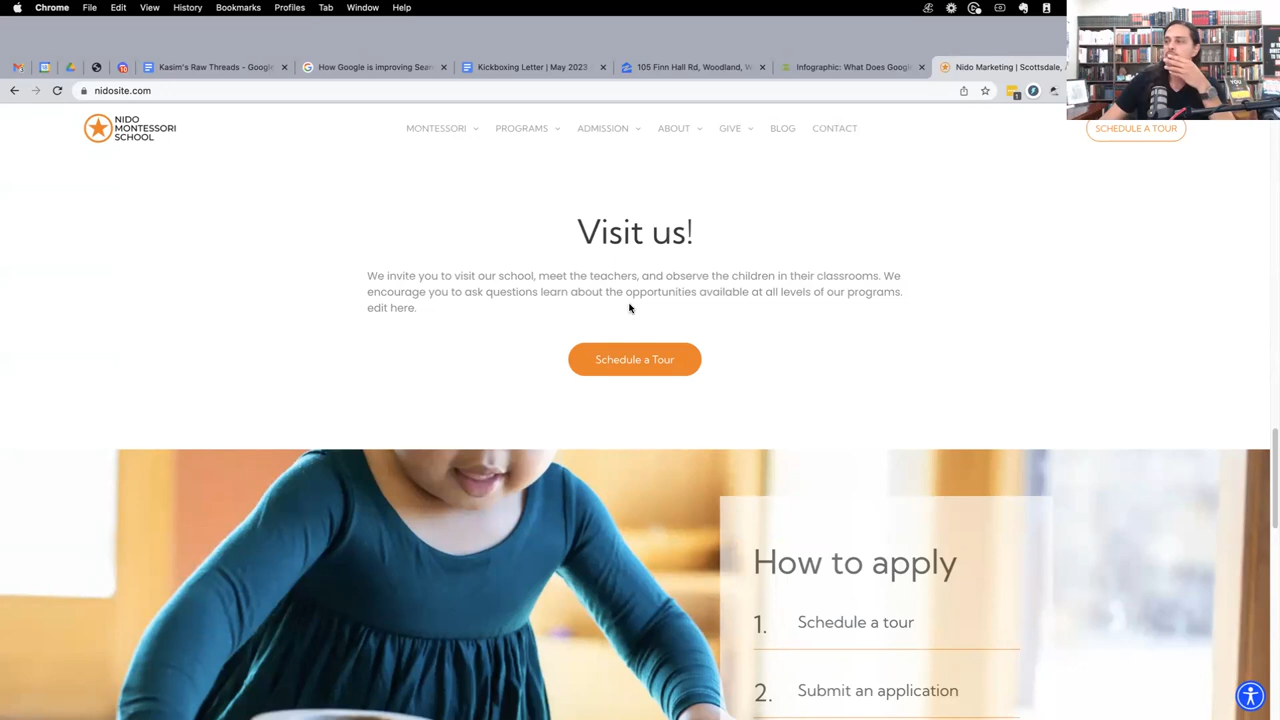 Chrome File Edit View History Bookmarks Profiles Tab Window Help
Kasim's Raw Threads - Google
How Google is improving Sear
Kickboxing Letter | May 2023
105 Finn Hall Rd, Woodland, W
Infographic: What Does Googl
Nido Marketing | Scottsdale,
nidosite.com
NIDO
MONTESSORI
SCHOOL
MONTESSORI PROGRAMS ADMISSION ABOUT GIVE BLOG CONTACT
SCHEDULE A TOUR
Visit us!
We invite you to visit our school, meet the teachers, and observe the children in their classrooms. We
encourage you to ask questions learn about the opportunities available at all levels of our programs.
edit here.
Schedule a Tour
How to apply
1. Schedule a tour
2. Submit an application